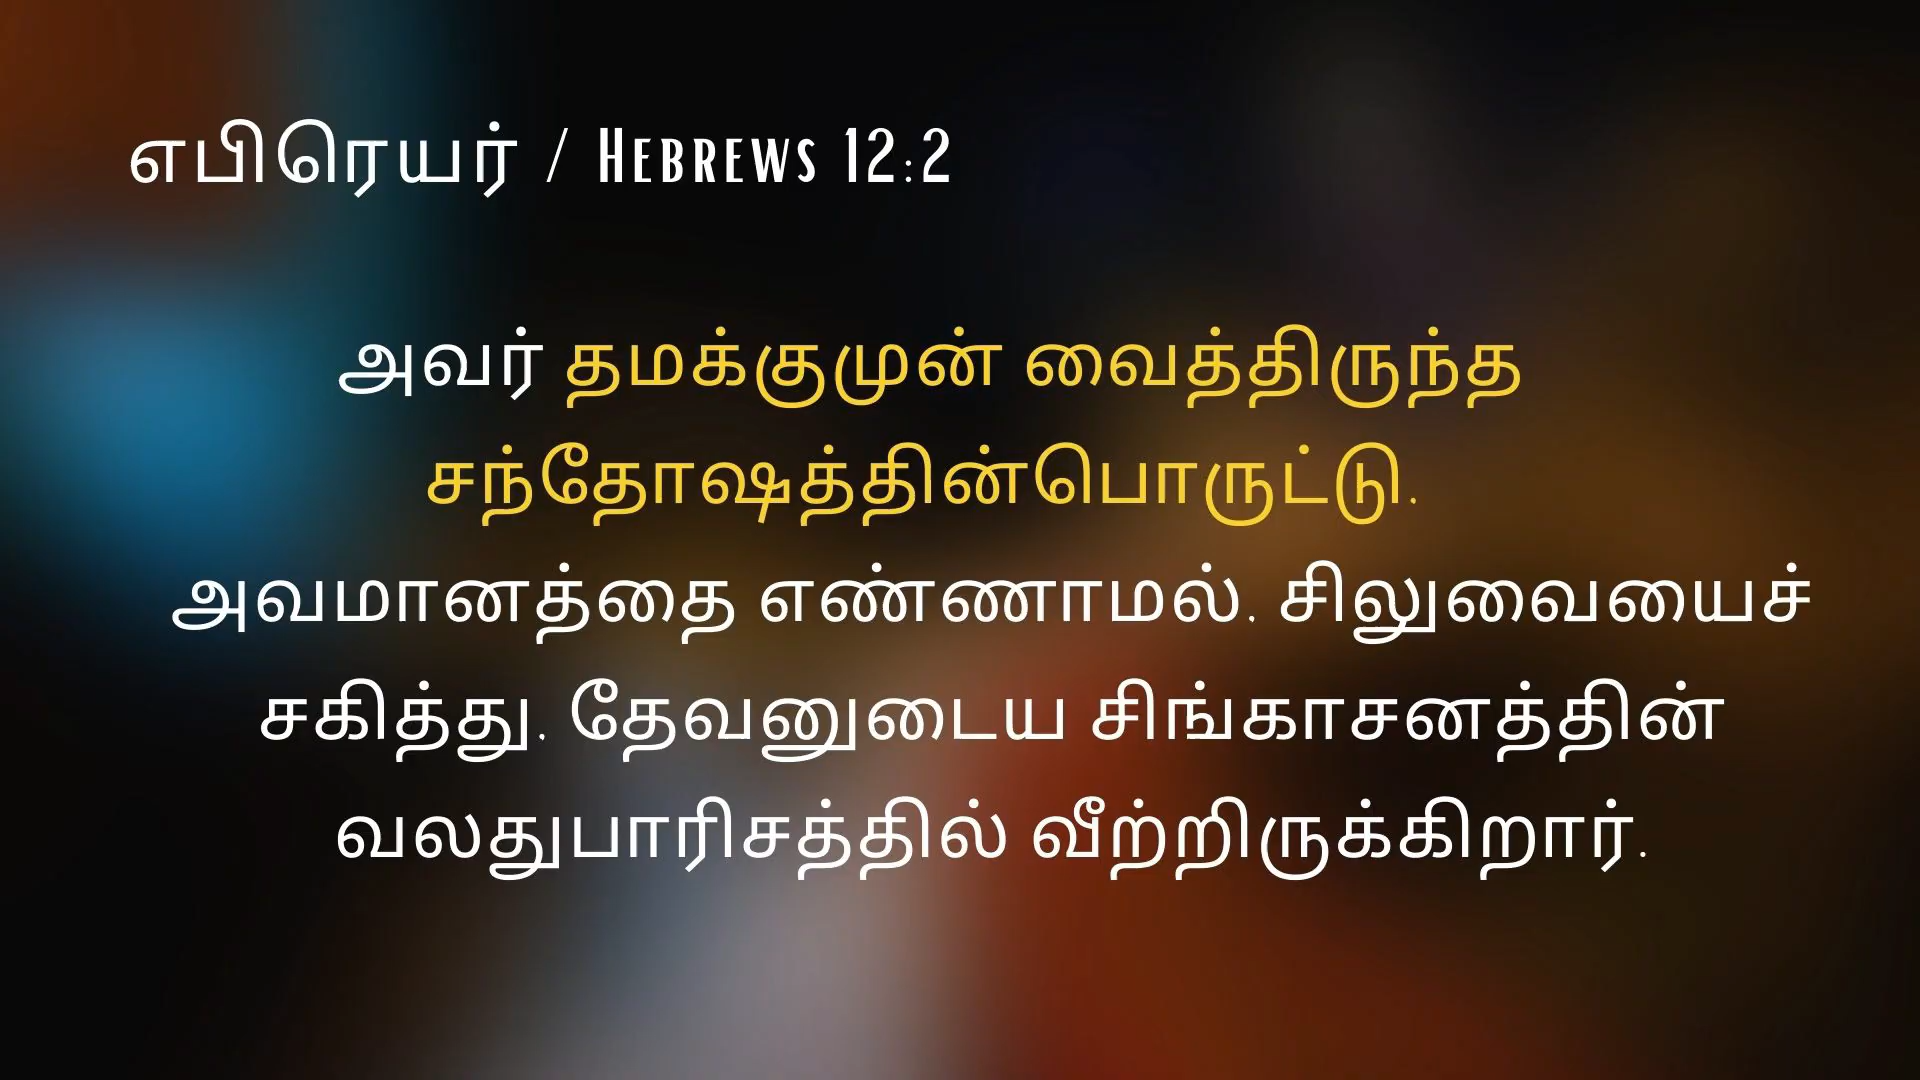 எபிரெயர் / HEBREWS 12:2
அவர் தமக்குமுன் வைத்திருந்த
சந்தோஷத்தின்பொருட்டு,
அவமானத்தை எண்ணாமல், சிலுவையைச்
சகித்து, தேவனுடைய சிங்காசனத்தின்
வலதுபாரிசத்தில் வீற்றிருக்கிறார்.